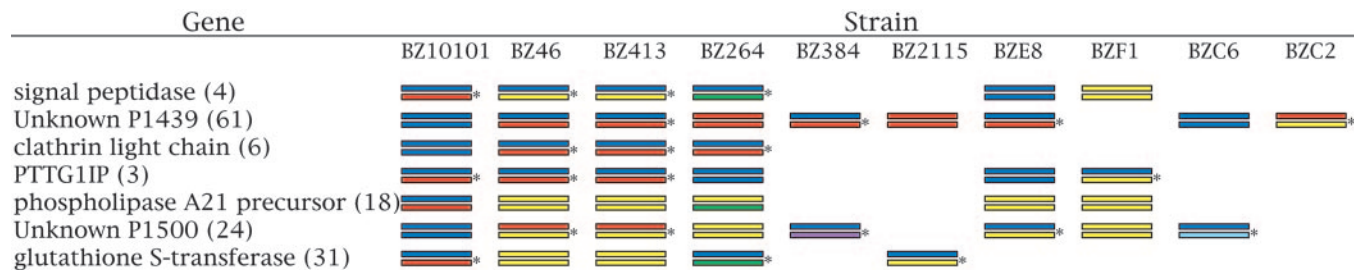 Gene Strain
BZ10101 BZ46 BZ413 BZ264 BZ384 BZ2115 BZE8 BZF1 BZC6 BZC2
signal peptidase (4) * * * *
Unknown P1439 (61) * * * *
clathrin light chain (6) * * *
PTTG1IP (3) * * * *
phospholipase A21 precursor (18)
Unknown P1500 (24) * * * * *
glutathione S-transferase (31) * * *